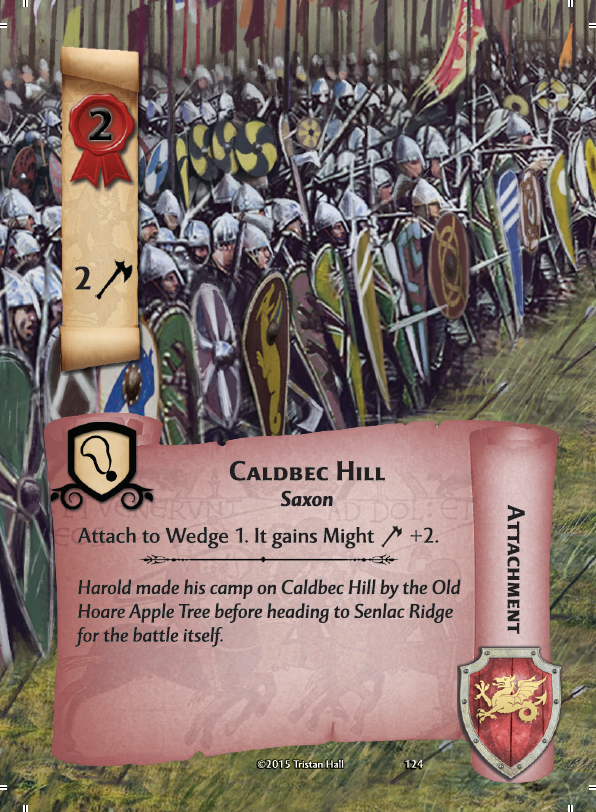 2
2
CALDBEC HILL
Saxon
Attach to Wedge 1. It gains Might +2.
Harold made his camp on Caldbec Hill by the Old
Hoare Apple Tree before heading to Senlac Ridge
for the battle itself.
ATTACHMENT
©2015 Tristan Hall
124